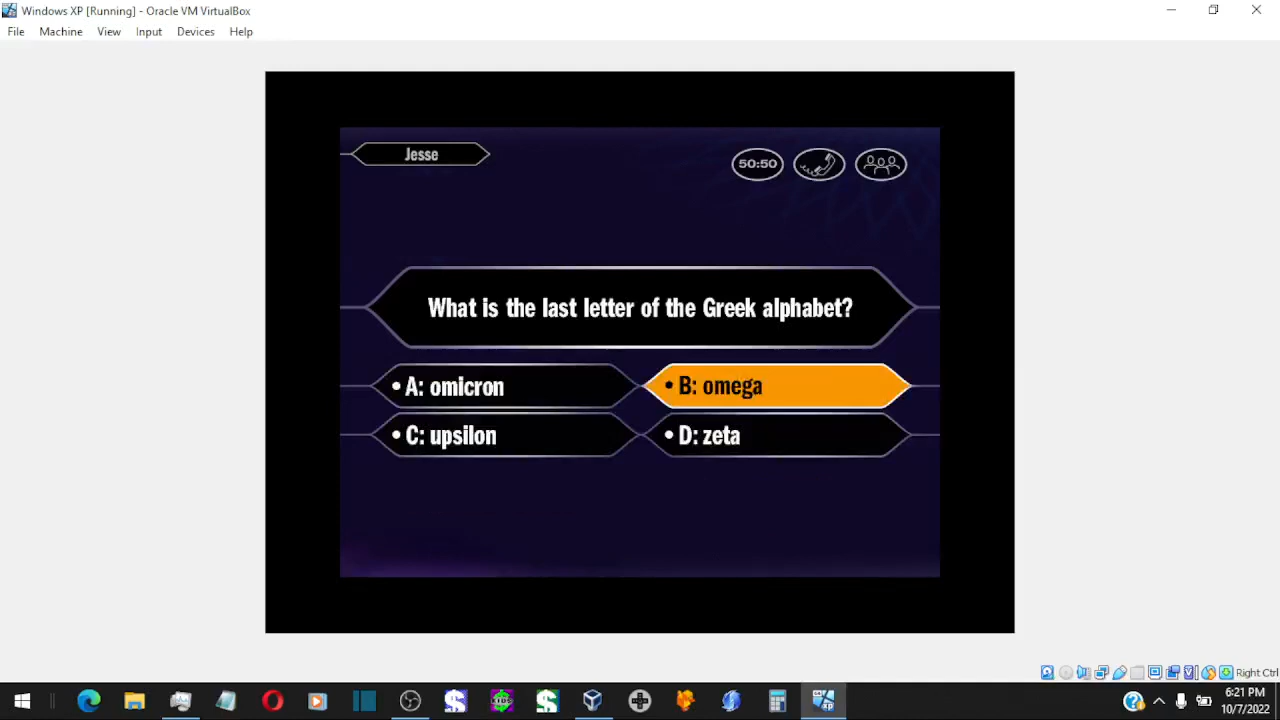 Windows XP [Running] - Oracle VM VirtualBox
File Machine View Input Devices Help
Jesse
50:50
What is the last letter of the Greek alphabet?
• A: omicron
• B: omega
• C: upsilon
• D: zeta
Right Ctrl
6:21 PM
10/7/2022